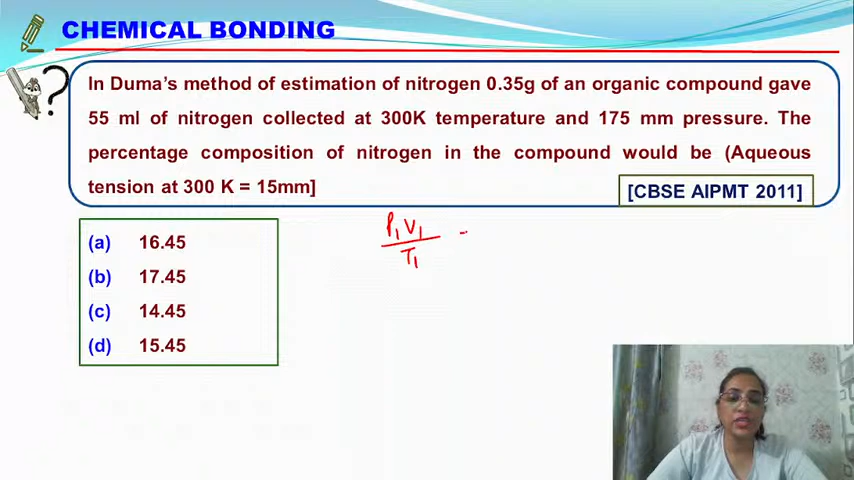 CHEMICAL BONDING
In Duma's method of estimation of nitrogen 0.35g of an organic compound gave
55 ml of nitrogen collected at 300K temperature and 175 mm pressure. The
percentage composition of nitrogen in the compound would be (Aqueous
tension at 300 K = 15mm]
[CBSE AIPMT 2011]
(a) 16.45
(b) 17.45
(c) 14.45
(d) 15.45
P₁V₁
T₁